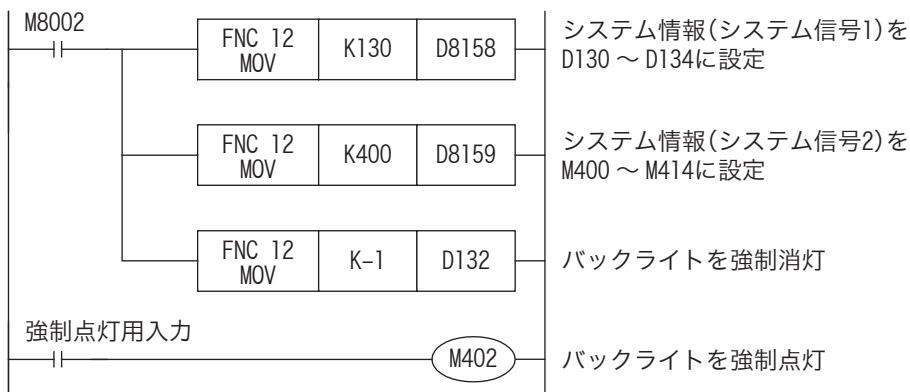 M8002
FNC 12
MOV
K130
D8158
システム情報(システム信号1)を
D130 ～ D134に設定
FNC 12
MOV
K400
D8159
システム情報(システム信号2)を
M400 ～ M414に設定
FNC 12
MOV
K−1
D132
バックライトを強制消灯
強制点灯用入力
M402
バックライトを強制点灯